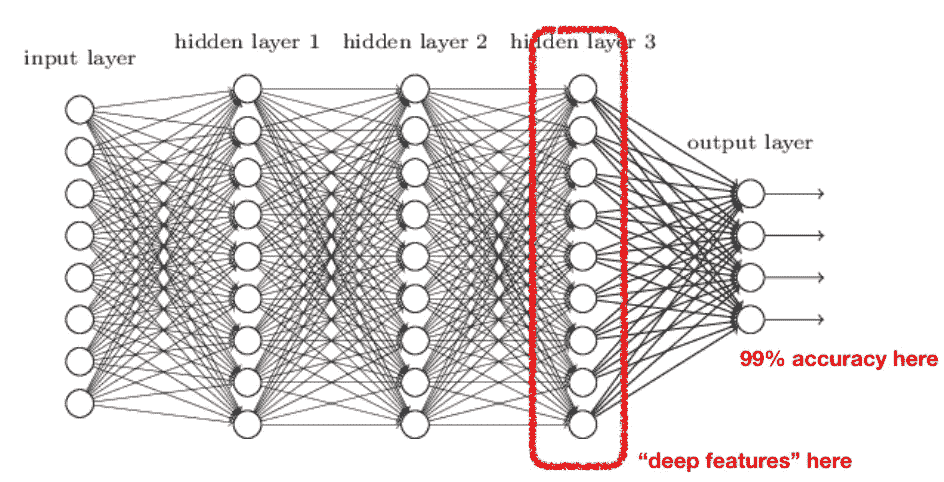 hidden layer 1 hidden layer 2 hidden layer 3
input layer
output layer
99% accuracy here
“deep features” here